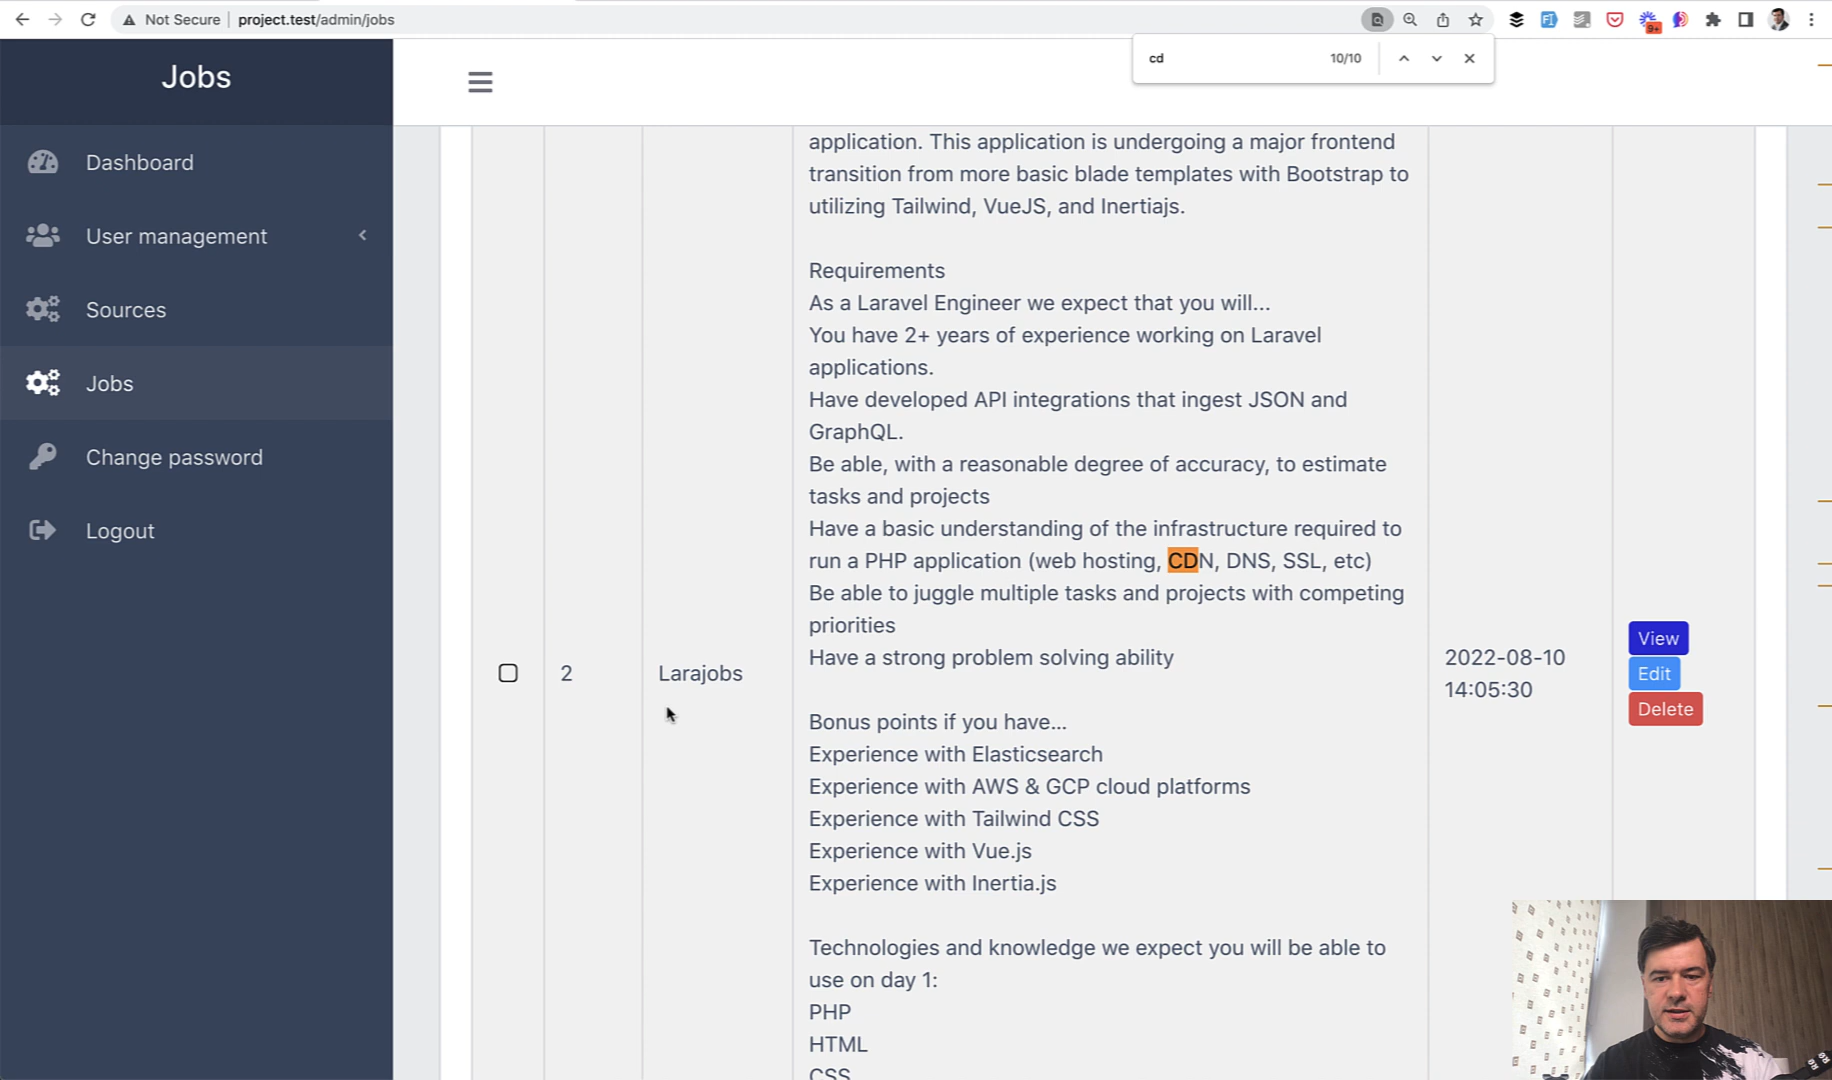 Not Secure
project.test/admin/jobs
9+
cd
10/10
Jobs
Dashboard
User management
Sources
Jobs
Change password
Logout
application. This application is undergoing a major frontend
transition from more basic blade templates with Bootstrap to
utilizing Tailwind, VueJS, and Inertiajs.
Requirements
As a Laravel Engineer we expect that you will...
You have 2+ years of experience working on Laravel
applications.
Have developed API integrations that ingest JSON and
GraphQL.
Be able, with a reasonable degree of accuracy, to estimate
tasks and projects
Have a basic understanding of the infrastructure required to
run a PHP application (web hosting, CDN, DNS, SSL, etc)
Be able to juggle multiple tasks and projects with competing
priorities
Have a strong problem solving ability
2
Larajobs
2022-08-10
14:05:30
View
Edit
Delete
Bonus points if you have...
Experience with Elasticsearch
Experience with AWS & GCP cloud platforms
Experience with Tailwind CSS
Experience with Vue.js
Experience with Inertia.js
Technologies and knowledge we expect you will be able to
use on day 1:
PHP
HTML
CSS